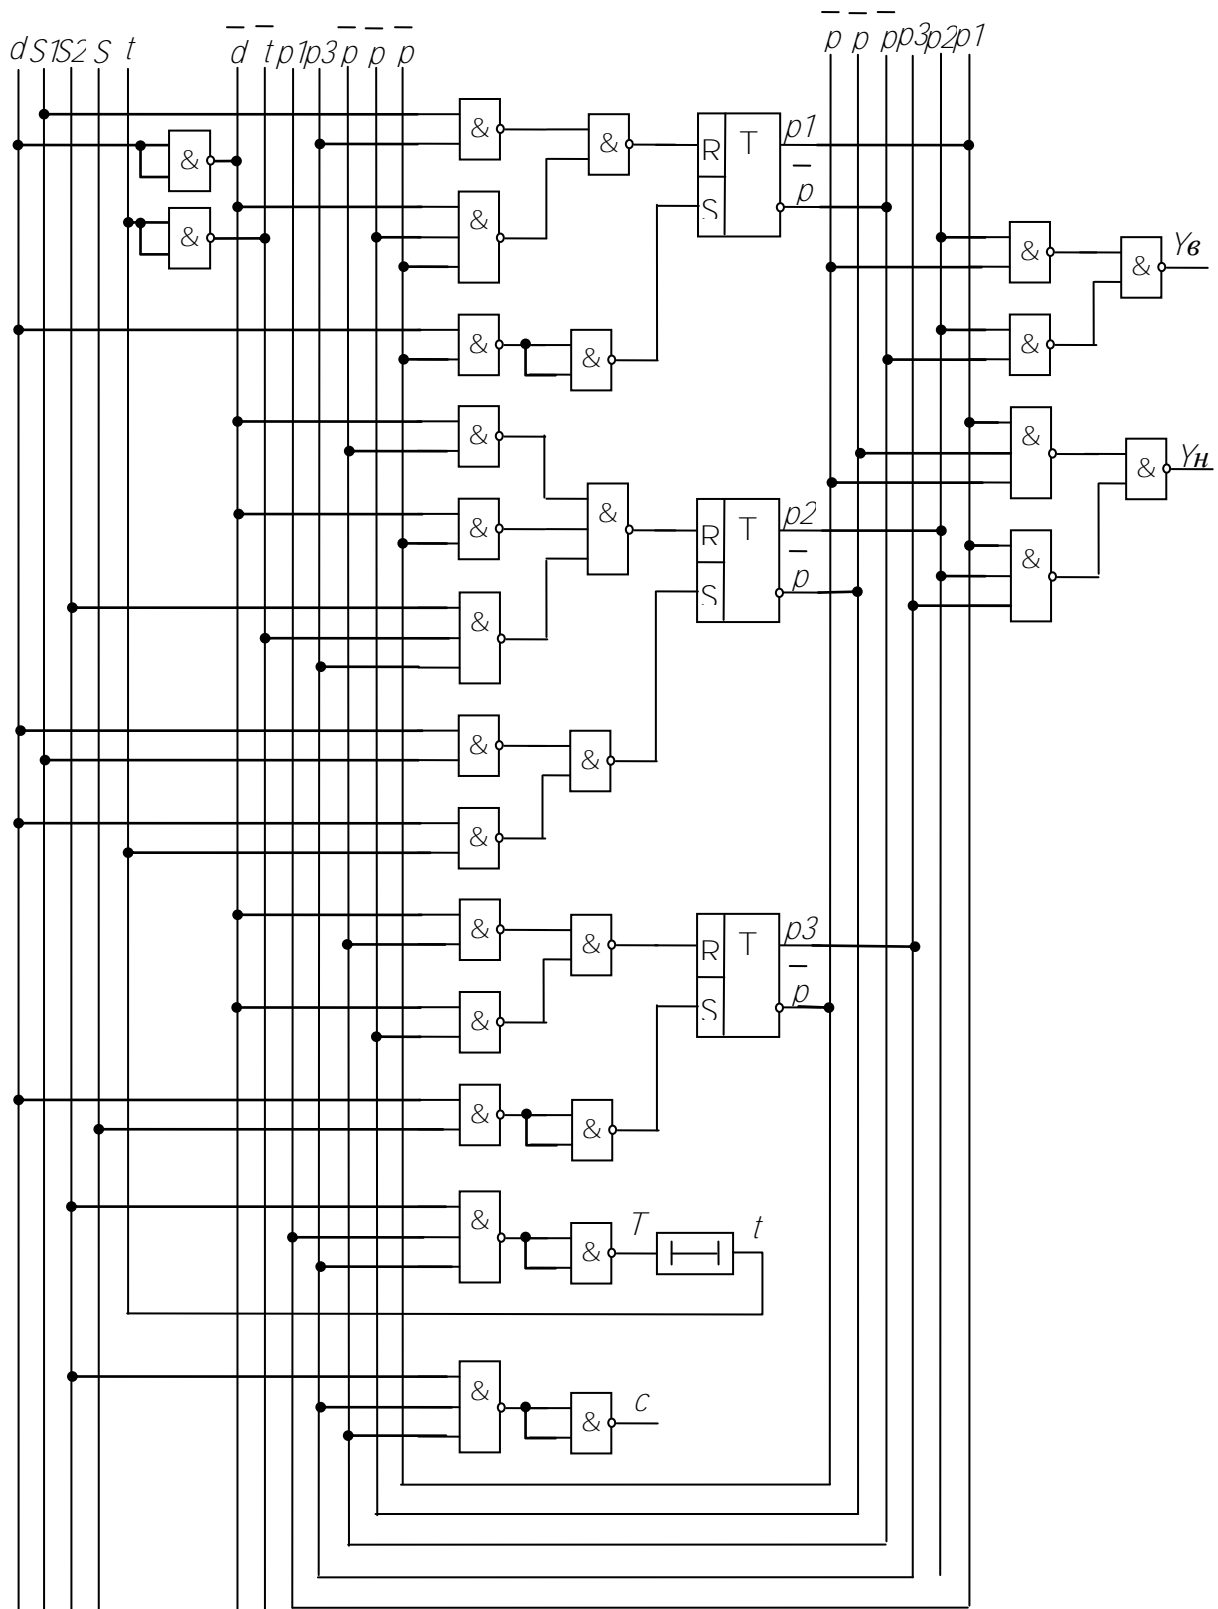 d S1 S2 S t d̅ t̅ p1 p3 p̅ p̅ p̅ p̅ p̅ p̅ p3 p2 p1
& & R T p1
&
& S p̅
& & & Yв
& & &
& & Yн
& & R T p2 &
&
& S p̅
& &
&
& & R T p3
& S p̅
& &
& & T t
& & c